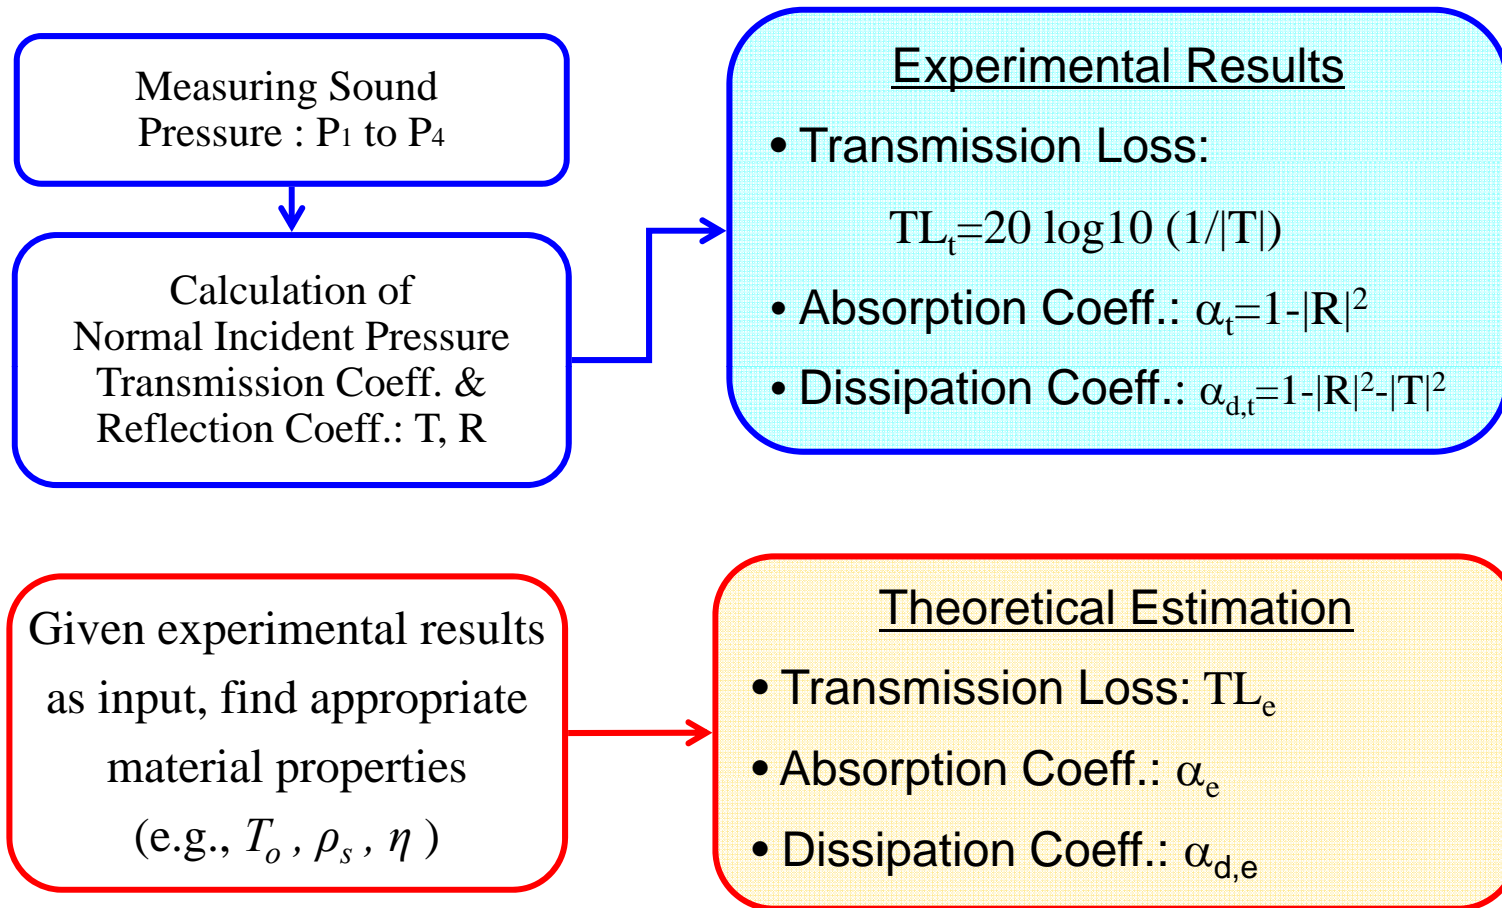 Measuring Sound
Pressure : P₁ to P₄
Calculation of
Normal Incident Pressure
Transmission Coeff. &
Reflection Coeff.: T, R
Experimental Results
• Transmission Loss:
TLₜ=20 log10 (1/|T|)
• Absorption Coeff.: αₜ=1-|R|²
• Dissipation Coeff.: α_d,t=1-|R|²-|T|²
Given experimental results
as input, find appropriate
material properties
(e.g., Tₒ , ρₛ , η )
Theoretical Estimation
• Transmission Loss: TLₑ
• Absorption Coeff.: αₑ
• Dissipation Coeff.: α_d,e